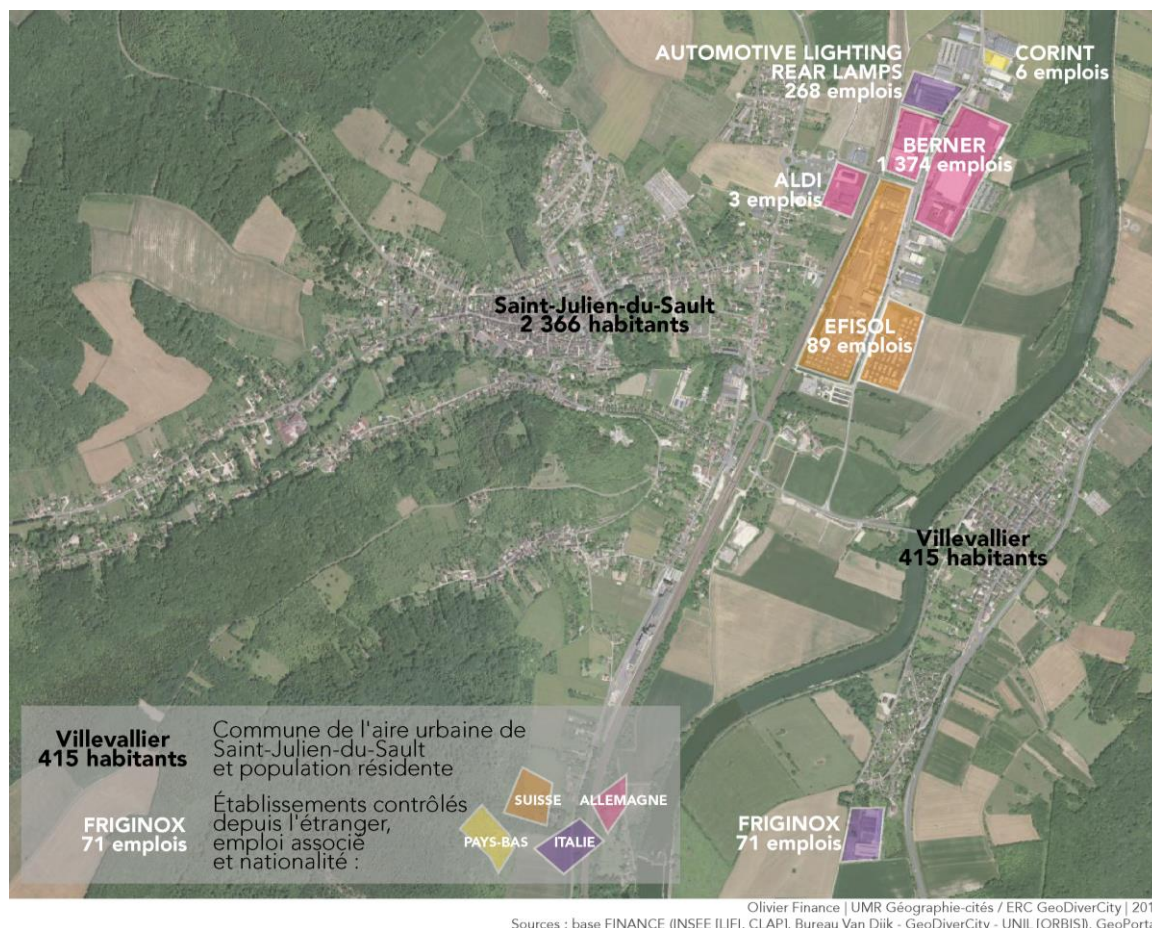 AUTOMOTIVE LIGHTING
REAR LAMPS
268 emplois
CORINT
6 emplois
BERNER
1 374 emplois
ALDI
3 emplois
Saint-Julien-du-Sault
2 366 habitants
EFISOL
89 emplois
Villevallier
415 habitants
Villevallier
415 habitants
Commune de l'aire urbaine de
Saint-Julien-du-Sault
et population résidente
FRIGINOX
71 emplois
Établissements contrôlés
depuis l'étranger,
emploi associé
et nationalité :
SUISSE
ALLEMAGNE
PAYS-BAS
ITALIE
FRIGINOX
71 emplois
Olivier Finance | UMR Géographie-cités / ERC GeoDiverCity | 201
Sources : base FINANCE (INSEE [LIFI, CLAP], Bureau Van Dijk - GeoDiverCity - UNIL [ORBIS]), GeoPorta